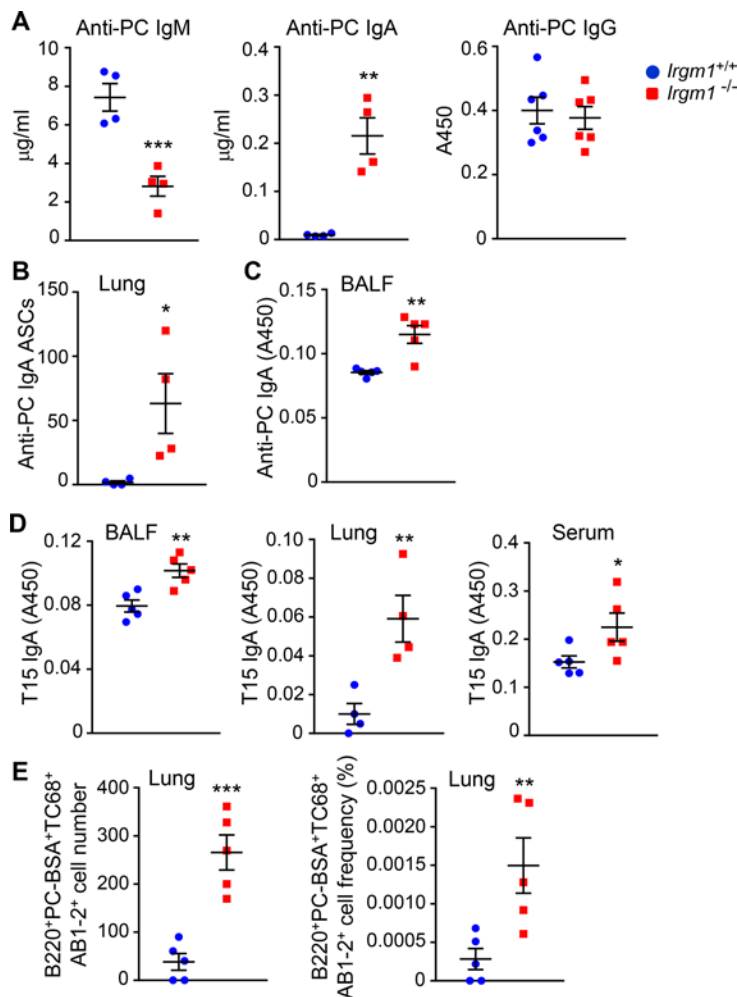 A
Anti-PC IgM
Anti-PC IgA
Anti-PC IgG
Irgm1+/+
Irgm1-/-
µg/ml
10
8
6
4
2
0
***
µg/ml
0.4
0.3
0.2
0.1
0
**
A450
0.6
0.4
0.2
0
B
Lung
Anti-PC IgA ASCs
150
100
50
0
*
C
BALF
Anti-PC IgA (A450)
0.15
0.10
0.05
0
**
D
BALF
T15 IgA (A450)
0.12
0.08
0.04
0
**
Lung
T15 IgA (A450)
0.10
0.08
0.06
0.04
0.02
0
**
Serum
T15 IgA (A450)
0.4
0.3
0.2
0.1
0
*
E
Lung
B220+PC-BSA+TC68+
AB1-2+ cell number
400
300
200
100
0
***
Lung
B220+PC-BSA+TC68+
AB1-2+ cell frequency (%)
0.0025
0.0020
0.0015
0.0010
0.0005
0.0000
**